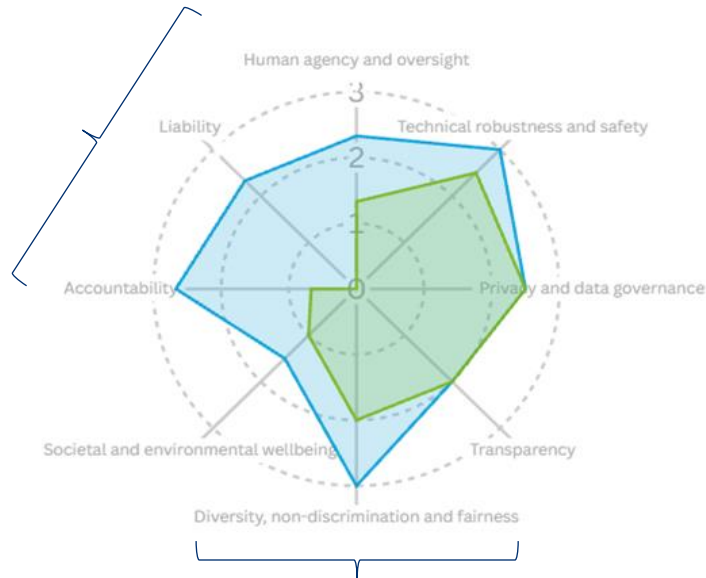 Human agency and oversight
3
Liability
Technical robustness and safety
2
1
Accountability
0
Privacy and data governance
Societal and environmental wellbeing
Transparency
Diversity, non-discrimination and fairness